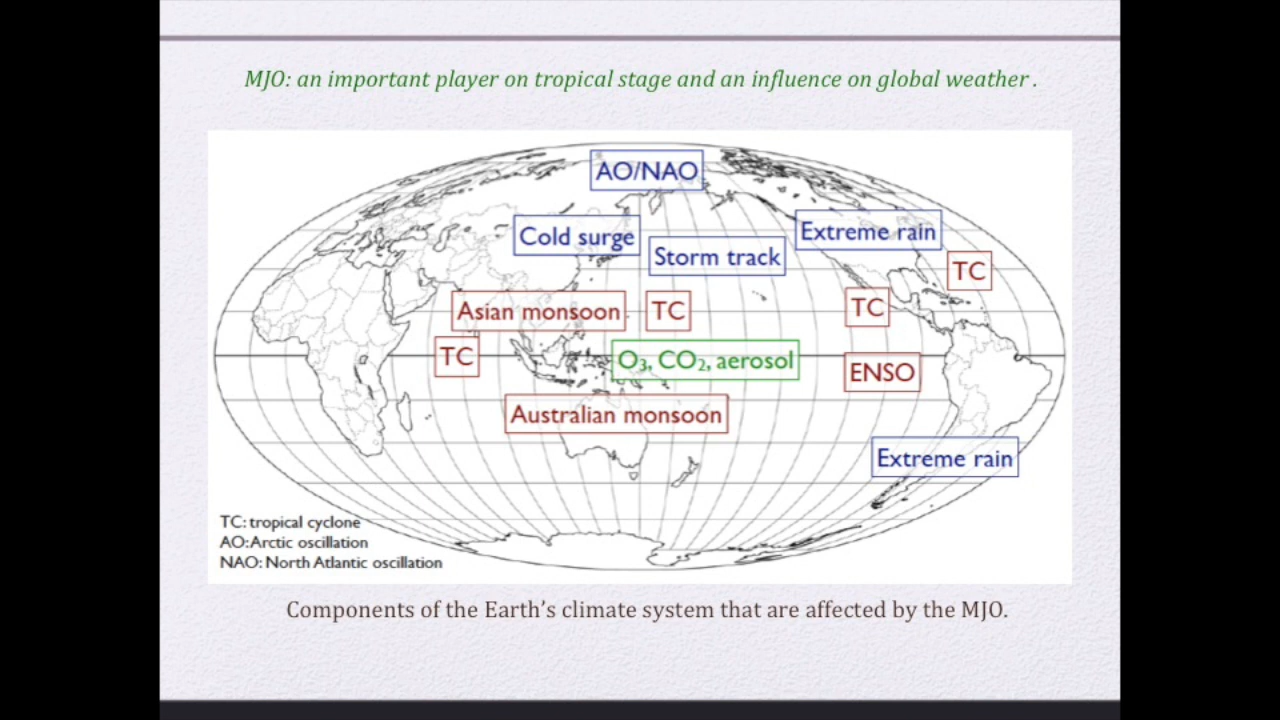 MJO: an important player on tropical stage and an influence on global weather .
AO/NAO
Cold surge
Storm track
Extreme rain
TC
Asian monsoon
TC
TC
TC
O₃, CO₂, aerosol
ENSO
Australian monsoon
Extreme rain
TC: tropical cyclone
AO:Arctic oscillation
NAO: North Atlantic oscillation
Components of the Earth's climate system that are affected by the MJO.